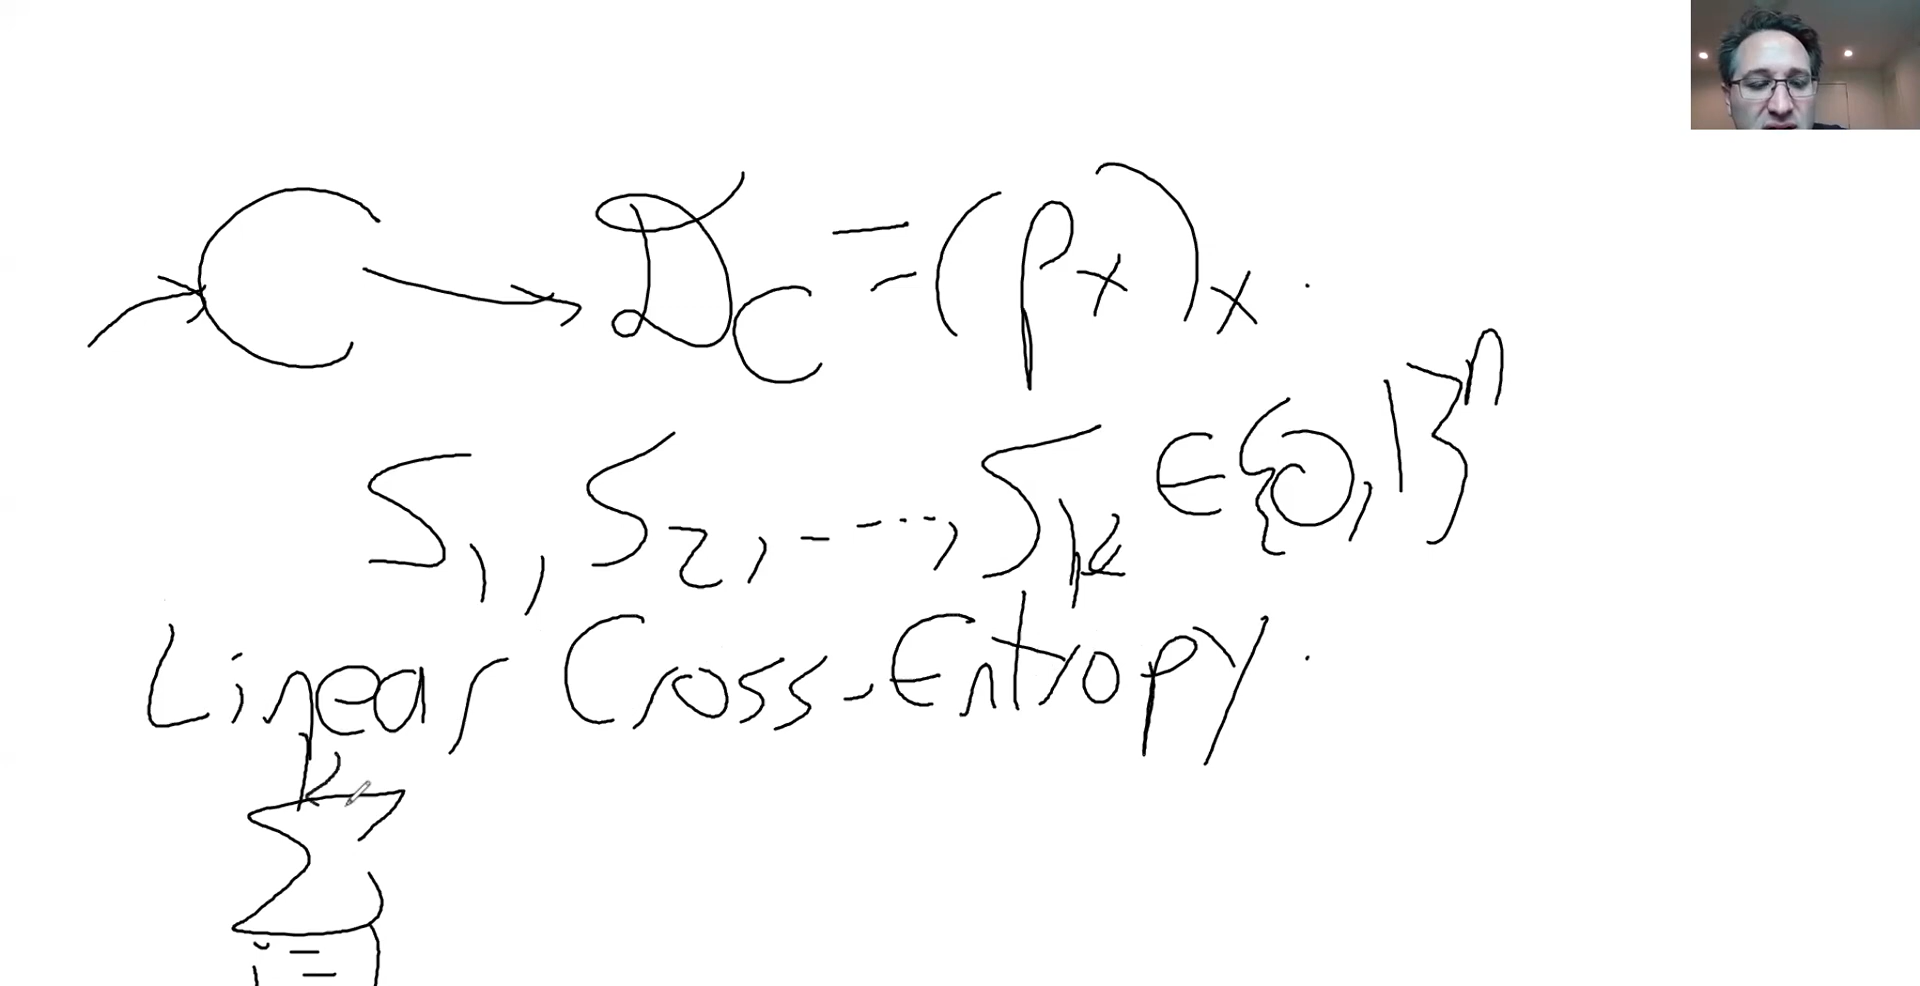 C → D_C = (p_x)_x.
S_1, S_2, ..., S_k ∈ {0,1}^n
Linear Cross-Entropy.
k
Σ
i =